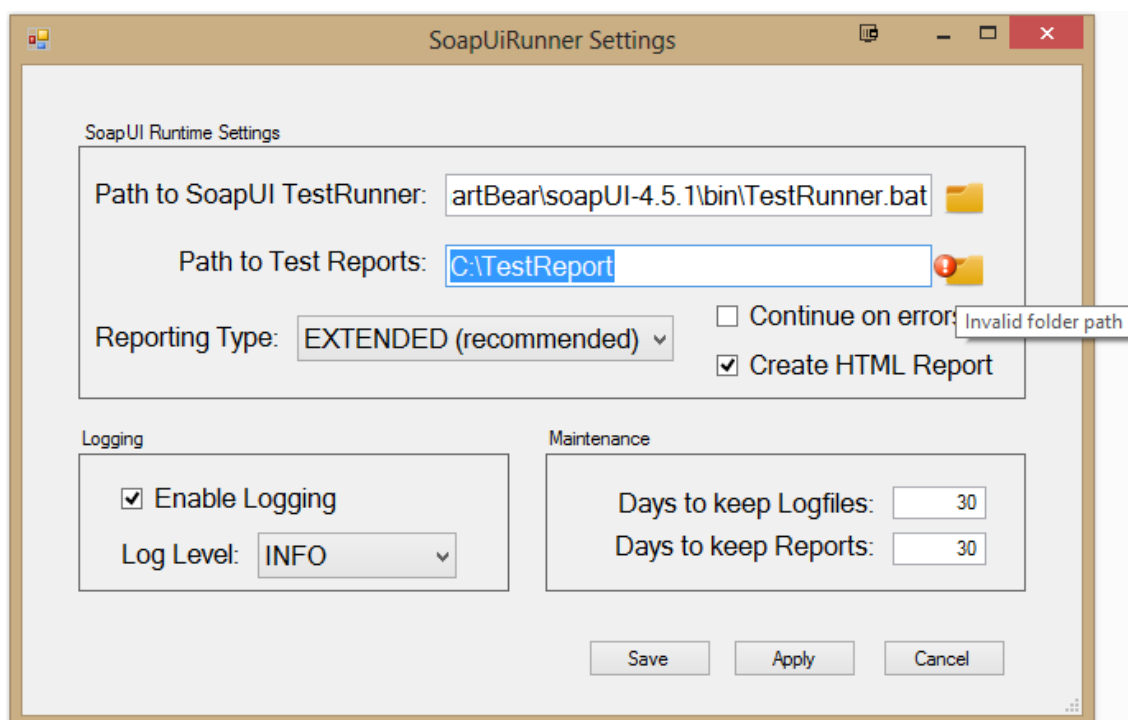 SoapUiRunner Settings
SoapUI Runtime Settings
Path to SoapUI TestRunner: artBear\soapUI-4.5.1\bin\TestRunner.bat
Path to Test Reports: C:\TestReport
Continue on errors
Invalid folder path
Reporting Type: EXTENDED (recommended)
Create HTML Report
Logging
Enable Logging
Log Level: INFO
Maintenance
Days to keep Logfiles: 30
Days to keep Reports: 30
Save Apply Cancel